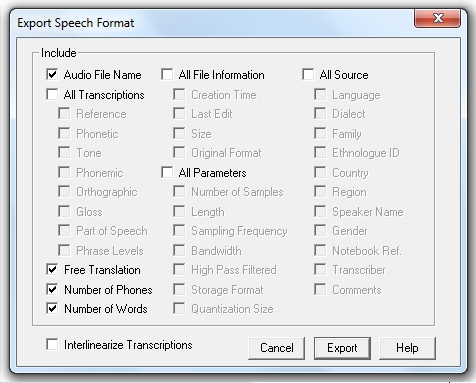 Export Speech Format
Include
Audio File Name
All Transcriptions
Reference
Phonetic
Tone
Phonemic
Orthographic
Gloss
Part of Speech
Phrase Levels
Free Translation
Number of Phones
Number of Words
All File Information
Creation Time
Last Edit
Size
Original Format
All Parameters
Number of Samples
Length
Sampling Frequency
Bandwidth
High Pass Filtered
Storage Format
Quantization Size
All Source
Language
Dialect
Family
Ethnologue ID
Country
Region
Speaker Name
Gender
Notebook Ref.
Transcriber
Comments
Interlinearize Transcriptions
Cancel
Export
Help